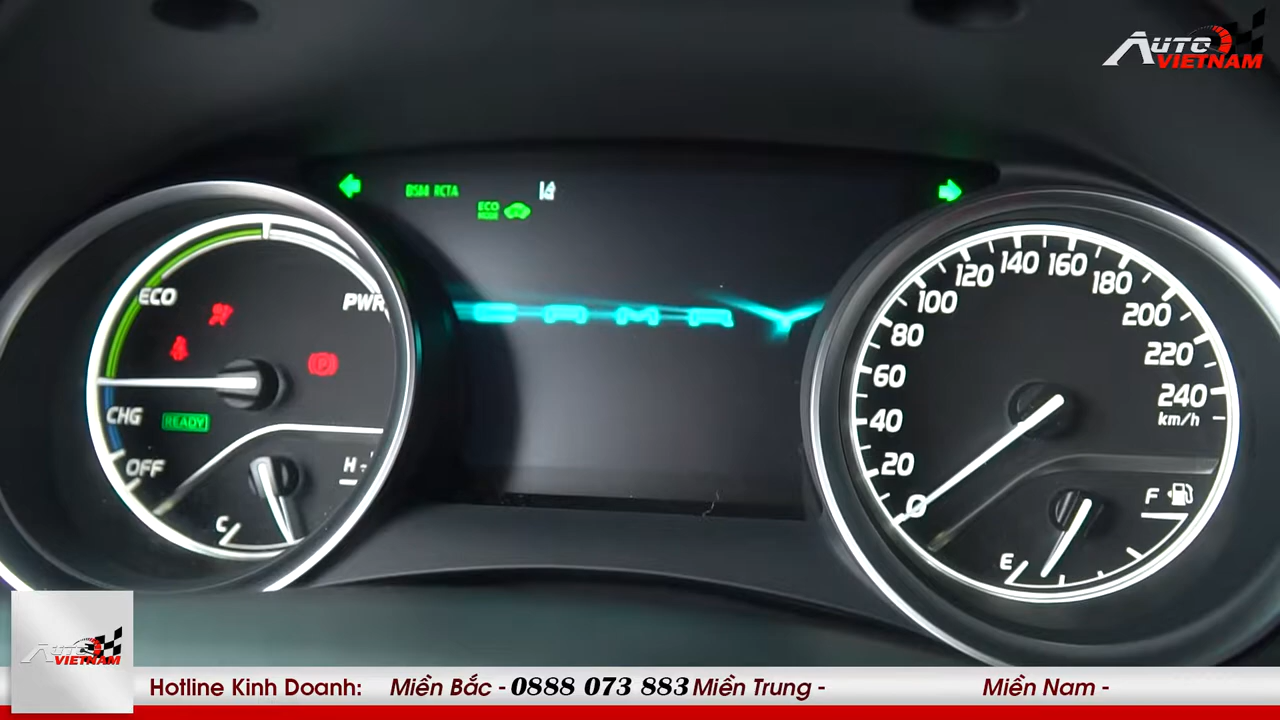 AUTO
VIETNAM
BSM RCTA
ECO
MODE
ECO
PWR
CHG
READY
OFF
C
H
CAMRY
0
20
40
60
80
100
120
140
160
180
200
220
240
km/h
E
F
AUTO
VIETNAM
Hotline Kinh Doanh: Miền Bắc - 0888 073 883 Miền Trung - Miền Nam -